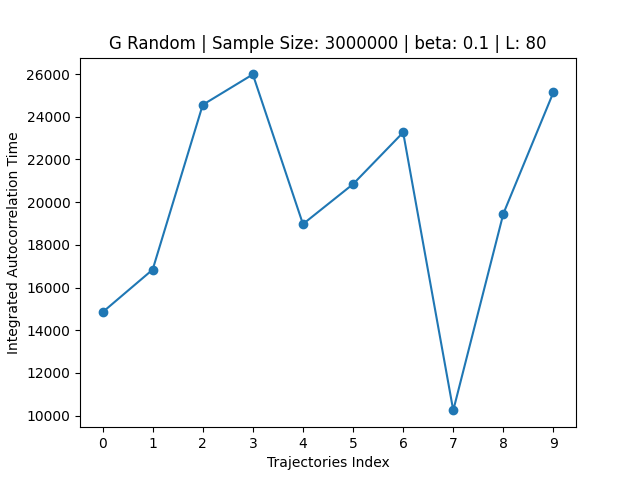 G Random | Sample Size: 3000000 | beta: 0.1 | L: 80
Integrated Autocorrelation Time
26000
24000
22000
20000
18000
16000
14000
12000
10000
0 1 2 3 4 5 6 7 8 9
Trajectories Index